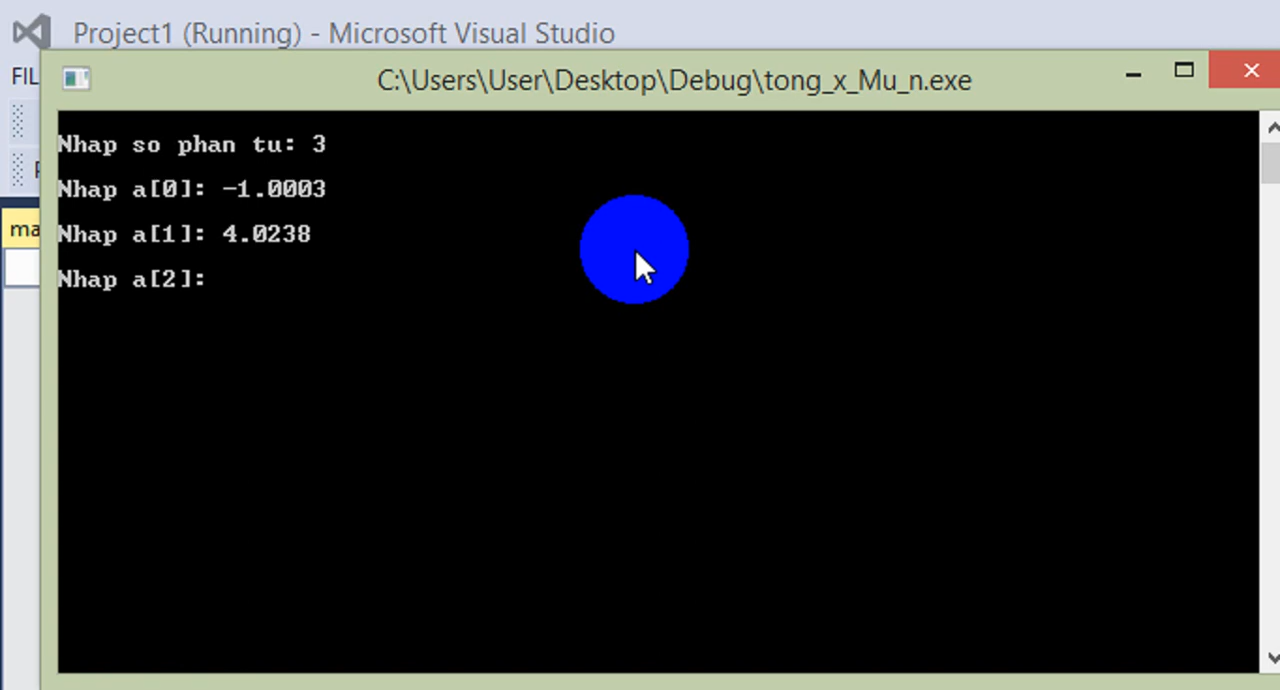 Project1 (Running) - Microsoft Visual Studio
FIL
C:\Users\User\Desktop\Debug\tong_x_Mu_n.exe
Nhap so phan tu: 3
Nhap a[0]: -1.0003
ma
Nhap a[1]: 4.0238
Nhap a[2]: